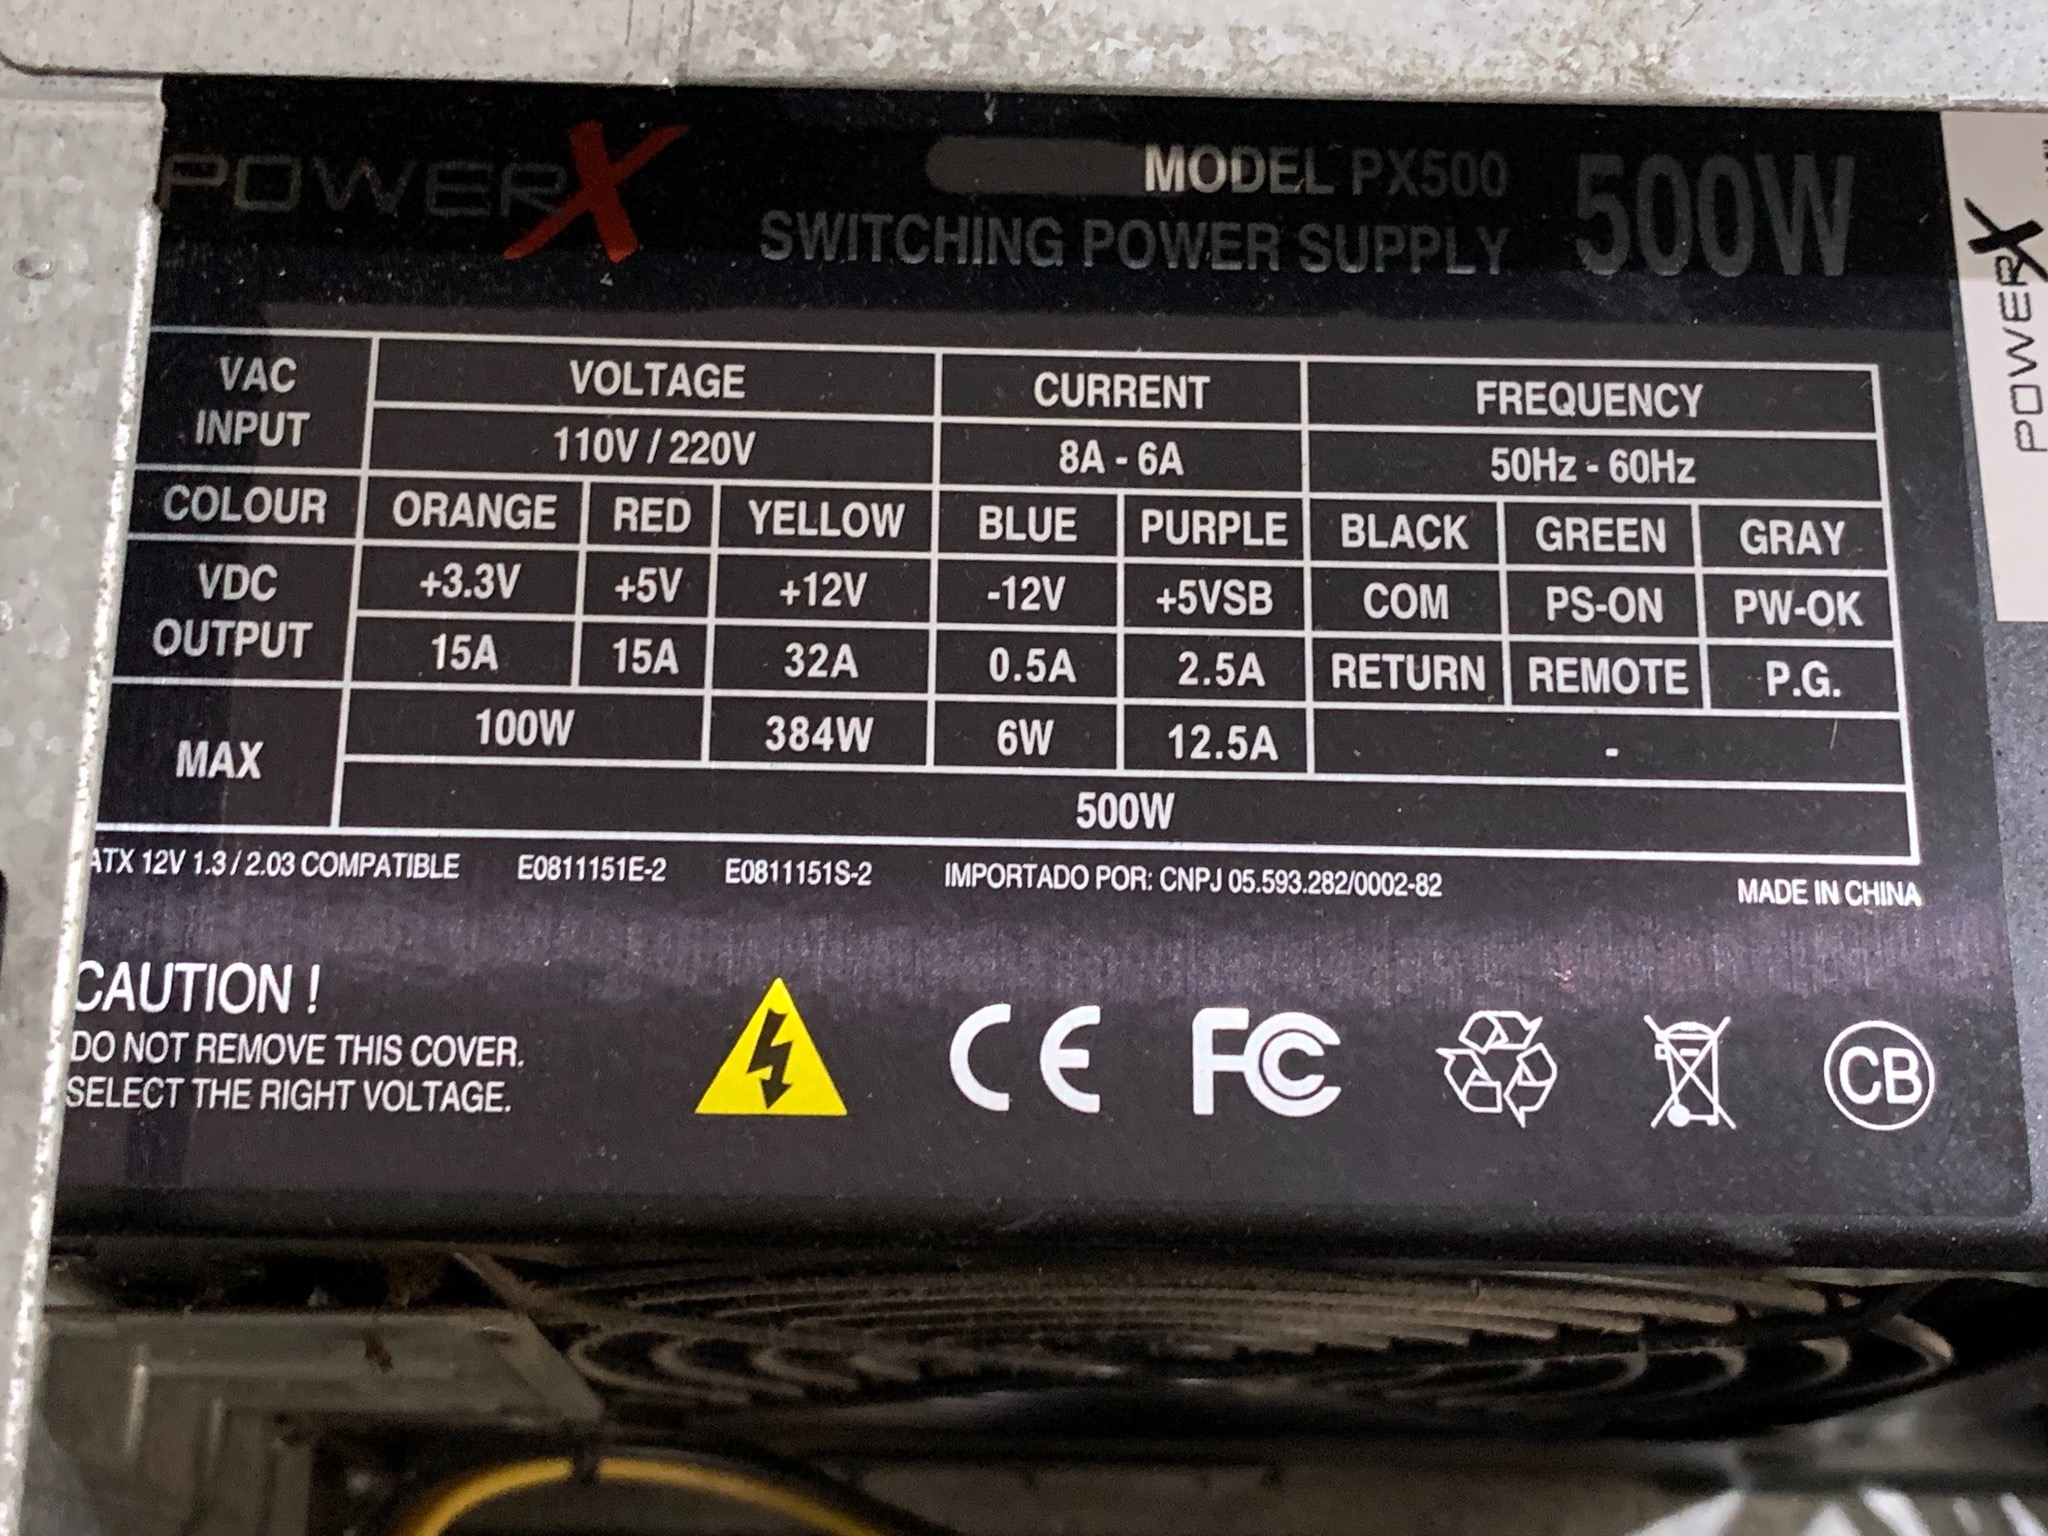 POWERX
MODEL PX500
500W
SWITCHING POWER SUPPLY
VAC INPUT VOLTAGE CURRENT FREQUENCY
110V / 220V 8A - 6A 50Hz - 60Hz
COLOUR ORANGE RED YELLOW BLUE PURPLE BLACK GREEN GRAY
VDC OUTPUT +3.3V +5V +12V -12V +5VSB COM PS-ON PW-OK
15A 15A 32A 0.5A 2.5A RETURN REMOTE P.G.
MAX 100W 384W 6W 12.5A -
500W
ATX 12V 1.3 / 2.03 COMPATIBLE E0811151E-2 E0811151S-2 IMPORTADO POR: CNPJ 05.593.282/0002-82 MADE IN CHINA
CAUTION !
DO NOT REMOVE THIS COVER.
SELECT THE RIGHT VOLTAGE.
CE FC CB
POWERX